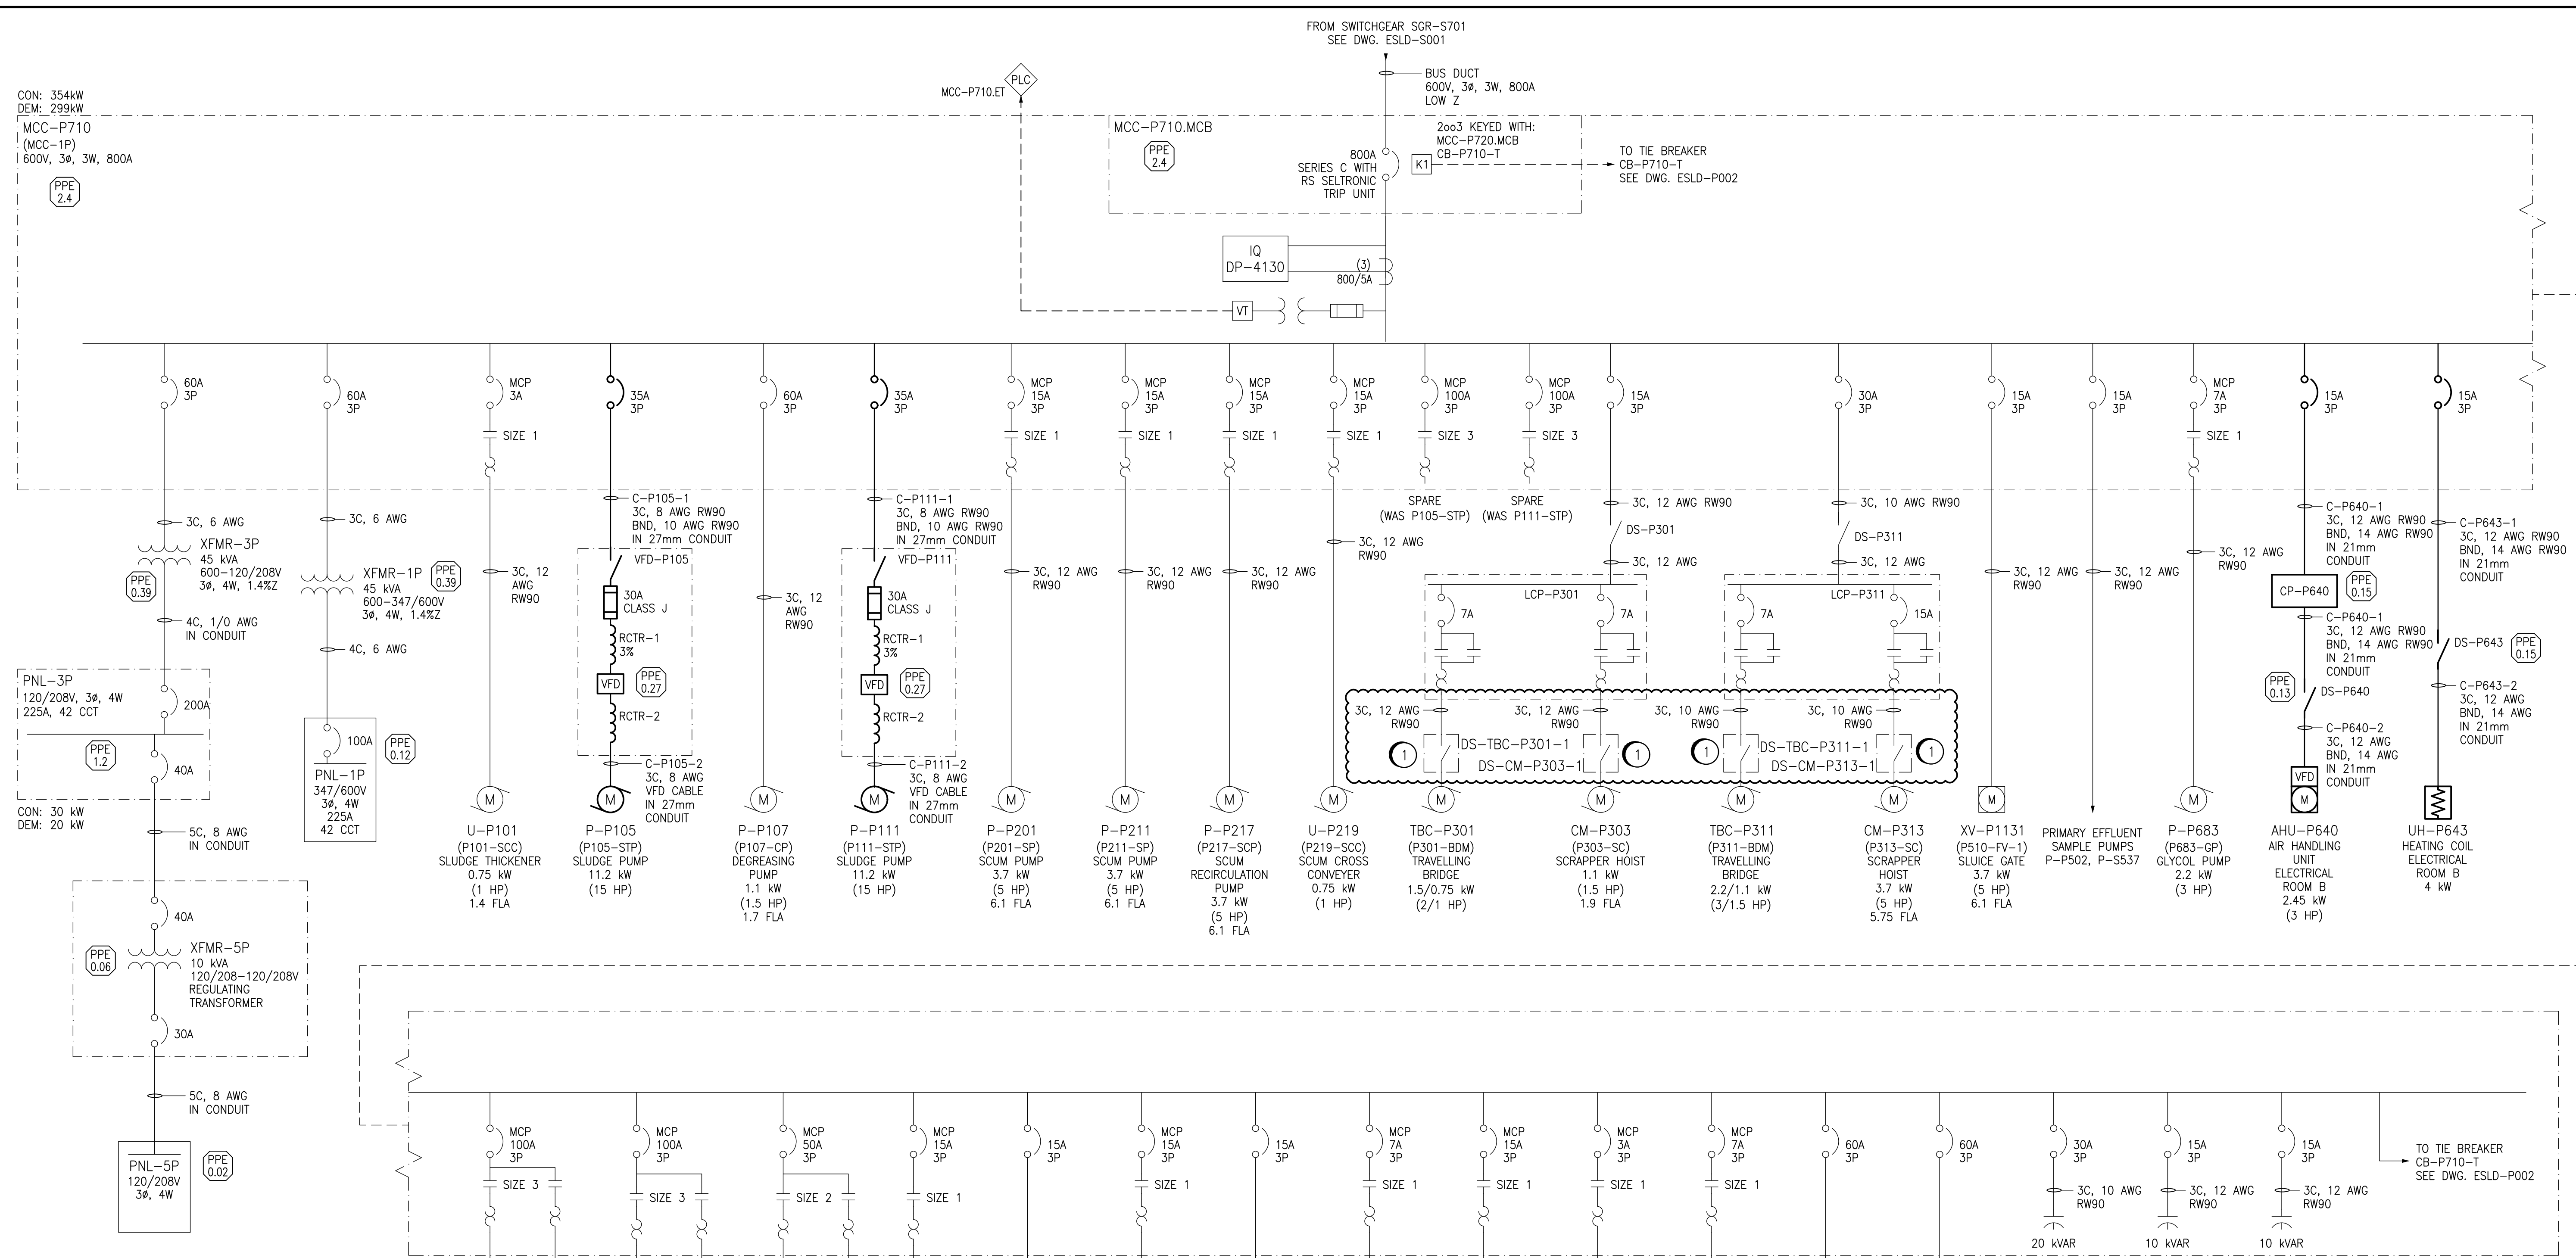 FROM SWITCHGEAR SGR-S701
SEE DWG. ESLD-S001
BUS DUCT
600V, 3ø, 3W, 800A
LOW Z
PLC
MCC-P710.ET
CON: 354kW
DEM: 299kW
MCC-P710
(MCC-1P)
600V, 3ø, 3W, 800A
PPE
2.4
MCC-P710.MCB
PPE
2.4
800A
SERIES C WITH
RS SELTRONIC
TRIP UNIT
2oo3 KEYED WITH:
MCC-P720.MCB
CB-P710-T
K1
TO TIE BREAKER
CB-P710-T
SEE DWG. ESLD-P002
IQ
DP-4130
(3)
800/5A
VT
60A
3P
60A
3P
MCP
3A
35A
3P
60A
3P
35A
3P
MCP
15A
3P
MCP
15A
3P
MCP
15A
3P
MCP
15A
3P
MCP
100A
3P
MCP
100A
3P
15A
3P
30A
3P
15A
3P
15A
3P
MCP
7A
3P
15A
3P
15A
3P
SIZE 1
SIZE 1
SIZE 1
SIZE 1
SIZE 1
SIZE 3
SIZE 3
SIZE 1
3C, 6 AWG
XFMR-3P
45 kVA
600-120/208V
3ø, 4W, 1.4%Z
PPE
0.39
4C, 1/0 AWG
IN CONDUIT
PNL-3P
120/208V, 3ø, 4W
225A, 42 CCT
200A
PPE
1.2
40A
CON: 30 kW
DEM: 20 kW
5C, 8 AWG
IN CONDUIT
40A
PPE
0.06
XFMR-5P
10 kVA
120/208-120/208V
REGULATING
TRANSFORMER
30A
5C, 8 AWG
IN CONDUIT
PNL-5P
120/208V
3ø, 4W
PPE
0.02
3C, 6 AWG
XFMR-1P
45 kVA
600-347/600V
3ø, 4W, 1.4%Z
PPE
0.39
4C, 6 AWG
100A
PNL-1P
347/600V
3ø, 4W
225A
42 CCT
PPE
0.12
3C, 12
AWG
RW90
M
U-P101
(P101-SCC)
SLUDGE THICKENER
0.75 kW
(1 HP)
1.4 FLA
C-P105-1
3C, 8 AWG RW90
BND, 10 AWG RW90
IN 27mm CONDUIT
VFD-P105
30A
CLASS J
RCTR-1
3%
VFD
PPE
0.27
RCTR-2
C-P105-2
3C, 8 AWG
VFD CABLE
IN 27mm
CONDUIT
M
P-P105
(P105-STP)
SLUDGE PUMP
11.2 kW
(15 HP)
3C, 12
AWG
RW90
M
P-P107
(P107-CP)
DEGREASING
PUMP
1.1 kW
(1.5 HP)
1.7 FLA
C-P111-1
3C, 8 AWG RW90
BND, 10 AWG RW90
IN 27mm CONDUIT
VFD-P111
30A
CLASS J
RCTR-1
3%
VFD
PPE
0.27
RCTR-2
C-P111-2
3C, 8 AWG
VFD CABLE
IN 27mm
CONDUIT
M
P-P111
(P111-STP)
SLUDGE PUMP
11.2 kW
(15 HP)
3C, 12 AWG
RW90
M
P-P201
(P201-SP)
SCUM PUMP
3.7 kW
(5 HP)
6.1 FLA
3C, 12 AWG
RW90
M
P-P211
(P211-SP)
SCUM PUMP
3.7 kW
(5 HP)
6.1 FLA
3C, 12 AWG
RW90
M
P-P217
(P217-SCP)
SCUM
RECIRCULATION
PUMP
3.7 kW
(5 HP)
6.1 FLA
3C, 12 AWG
RW90
M
U-P219
(P219-SCC)
SCUM CROSS
CONVEYER
0.75 kW
(1 HP)
SPARE
(WAS P105-STP)
SPARE
(WAS P111-STP)
3C, 12 AWG RW90
DS-P301
3C, 12 AWG
LCP-P301
7A
7A
3C, 12 AWG
RW90
3C, 12 AWG
RW90
1
DS-TBC-P301-1
DS-CM-P303-1
1
M
TBC-P301
(P301-BDM)
TRAVELLING
BRIDGE
1.5/0.75 kW
(2/1 HP)
M
CM-P303
(P303-SC)
SCRAPPER HOIST
1.1 kW
(1.5 HP)
1.9 FLA
3C, 10 AWG RW90
DS-P311
3C, 12 AWG
LCP-P311
7A
15A
3C, 10 AWG
RW90
3C, 10 AWG
RW90
1
DS-TBC-P311-1
DS-CM-P313-1
1
M
TBC-P311
(P311-BDM)
TRAVELLING
BRIDGE
2.2/1.1 kW
(3/1.5 HP)
M
CM-P313
(P313-SC)
SCRAPPER
HOIST
3.7 kW
(5 HP)
5.75 FLA
3C, 12 AWG
RW90
M
XV-P1131
(P510-FV-1)
SLUICE GATE
3.7 kW
(5 HP)
6.1 FLA
3C, 12 AWG
RW90
PRIMARY EFFLUENT
SAMPLE PUMPS
P-P502, P-S537
3C, 12 AWG
RW90
M
P-P683
(P683-GP)
GLYCOL PUMP
2.2 kW
(3 HP)
C-P640-1
3C, 12 AWG RW90
BND, 14 AWG RW90
IN 21mm
CONDUIT
CP-P640
PPE
0.15
C-P640-1
3C, 12 AWG RW90
BND, 14 AWG RW90
IN 21mm
CONDUIT
PPE
0.13
DS-P640
C-P640-2
3C, 12 AWG
BND, 14 AWG
IN 21mm
CONDUIT
VFD
M
AHU-P640
AIR HANDLING
UNIT
ELECTRICAL
ROOM B
2.45 kW
(3 HP)
C-P643-1
3C, 12 AWG RW90
BND, 14 AWG RW90
IN 21mm
CONDUIT
DS-P643
PPE
0.15
C-P643-2
3C, 12 AWG
BND, 14 AWG
IN 21mm
CONDUIT
UH-P643
HEATING COIL
ELECTRICAL
ROOM B
4 kW
MCP
100A
3P
SIZE 3
MCP
100A
3P
SIZE 3
MCP
50A
3P
SIZE 2
MCP
15A
3P
SIZE 1
15A
3P
MCP
15A
3P
SIZE 1
15A
3P
MCP
7A
3P
SIZE 1
MCP
15A
3P
SIZE 1
MCP
3A
3P
SIZE 1
MCP
7A
3P
SIZE 1
60A
3P
60A
3P
30A
3P
3C, 10 AWG
RW90
20 kVAR
15A
3P
3C, 12 AWG
RW90
10 kVAR
15A
3P
3C, 12 AWG
RW90
10 kVAR
TO TIE BREAKER
CB-P710-T
SEE DWG. ESLD-P002